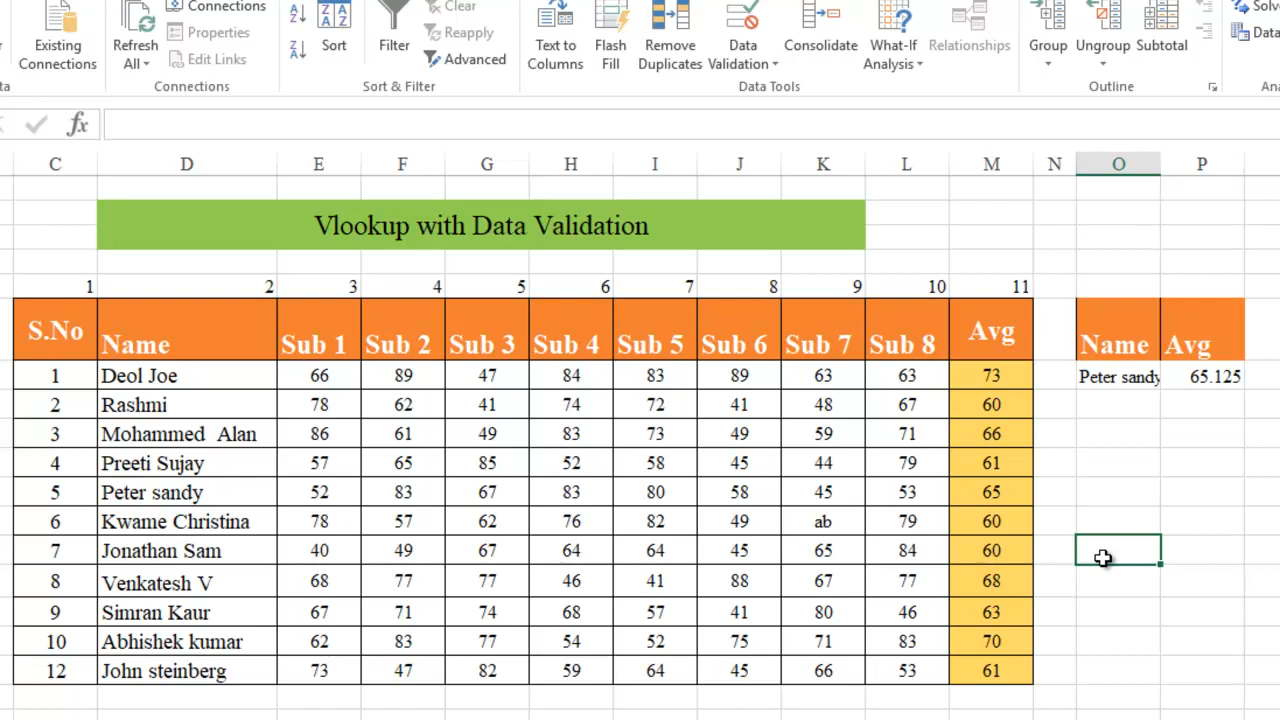 Connections
Properties
Edit Links
Existing Connections
Refresh All
Connections
Sort
Filter
Clear
Reapply
Advanced
Sort & Filter
Text to Columns
Flash Fill
Remove Duplicates
Data Validation
Consolidate
What-If Analysis
Relationships
Data Tools
Group
Ungroup
Subtotal
Outline
fx
C D E F G H I J K L M N O P
Vlookup with Data Validation
1 2 3 4 5 6 7 8 9 10 11
S.No Name Sub 1 Sub 2 Sub 3 Sub 4 Sub 5 Sub 6 Sub 7 Sub 8 Avg Name Avg
1 Deol Joe 66 89 47 84 83 89 63 63 73 Peter sandy 65.125
2 Rashmi 78 62 41 74 72 41 48 67 60
3 Mohammed Alan 86 61 49 83 73 49 59 71 66
4 Preeti Sujay 57 65 85 52 58 45 44 79 61
5 Peter sandy 52 83 67 83 80 58 45 53 65
6 Kwame Christina 78 57 62 76 82 49 ab 79 60
7 Jonathan Sam 40 49 67 64 64 45 65 84 60
8 Venkatesh V 68 77 77 46 41 88 67 77 68
9 Simran Kaur 67 71 74 68 57 41 80 46 63
10 Abhishek kumar 62 83 77 54 52 75 71 83 70
12 John steinberg 73 47 82 59 64 45 66 53 61